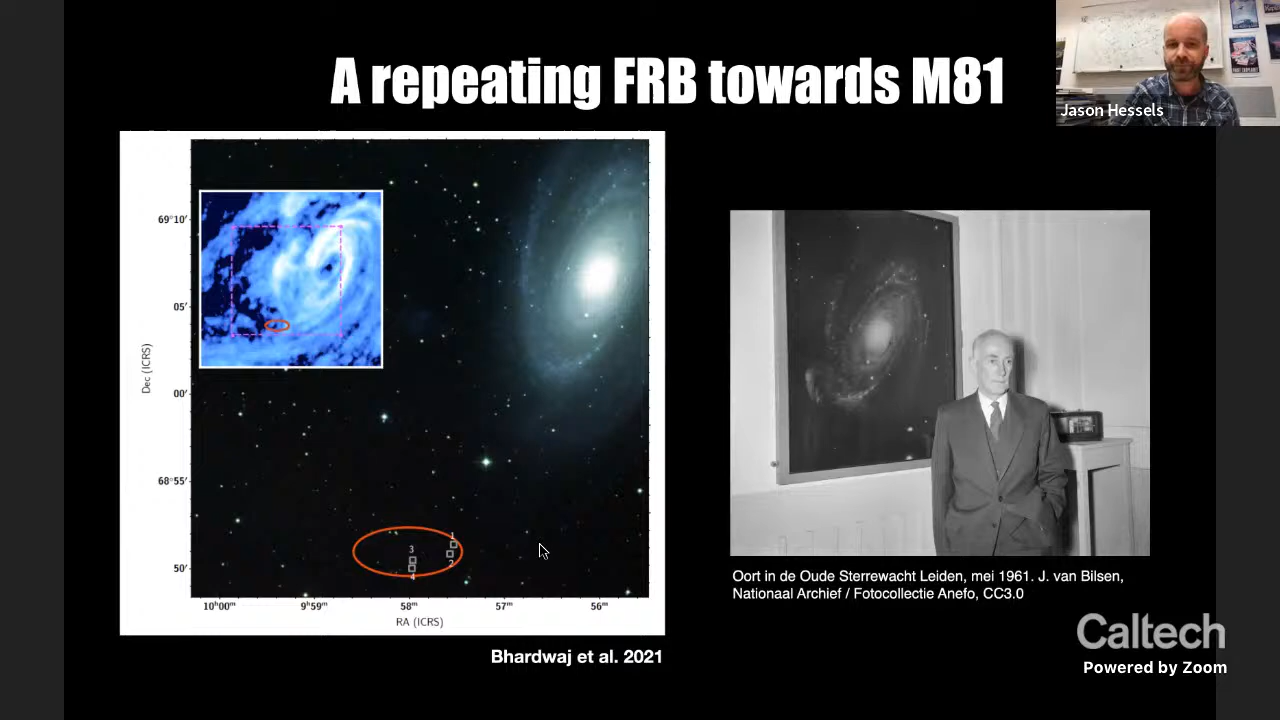 A repeating FRB towards M81
Jason Hessels
69°10′
05′
00′
68°55′
50′
Dec (ICRS)
1
2
3
4
10ʰ00ᵐ
9ʰ59ᵐ
58ᵐ
57ᵐ
56ᵐ
RA (ICRS)
Bhardwaj et al. 2021
Oort in de Oude Sterrewacht Leiden, mei 1961. J. van Bilsen,
Nationaal Archief / Fotocollectie Anefo, CC3.0
Caltech
Powered by Zoom